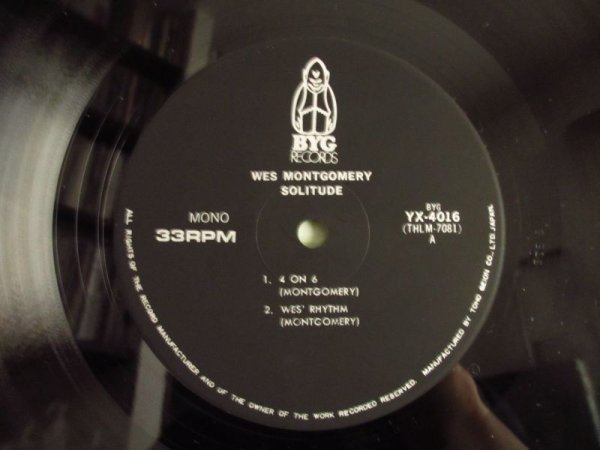 BYG
RECORDS
WES MONTGOMERY
SOLITUDE
MONO
33RPM
BYG
YX-4016
(THLM-7081)
A
1. 4 ON 6
(MONTGOMERY)
2. WES' RHYTHM
(MONTGOMERY)
ALL RIGHTS OF THE RECORD MANUFACTURER AND OF THE OWNER OF THE WORK RECORDED RESERVED. MANUFACTURED BY TOHO GEION CO., LTD. JAPAN.